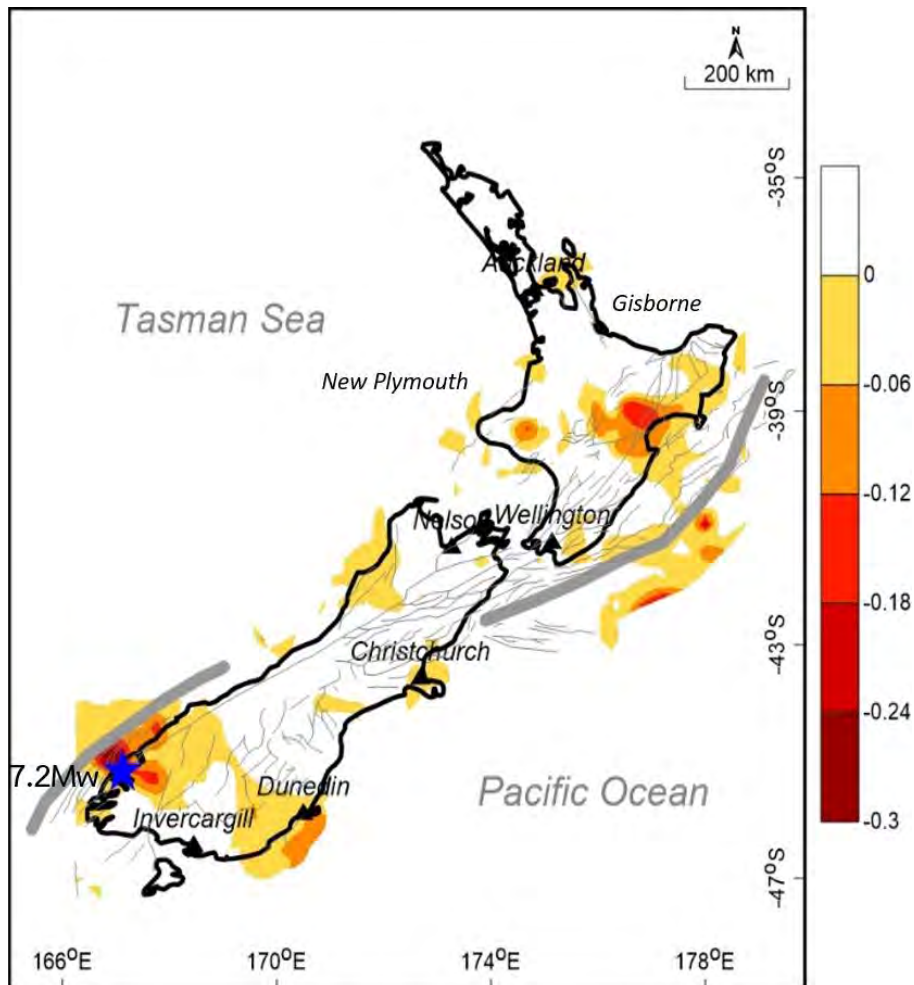 N
200 km
-35°S
Auckland
0
Gisborne
Tasman Sea
New Plymouth
-0.06
-39°S
-0.12
Nelson
Wellington
-0.18
-43°S
Christchurch
-0.24
7.2Mw
Dunedin
Pacific Ocean
Invercargill
-0.3
-47°S
166°E
170°E
174°E
178°E